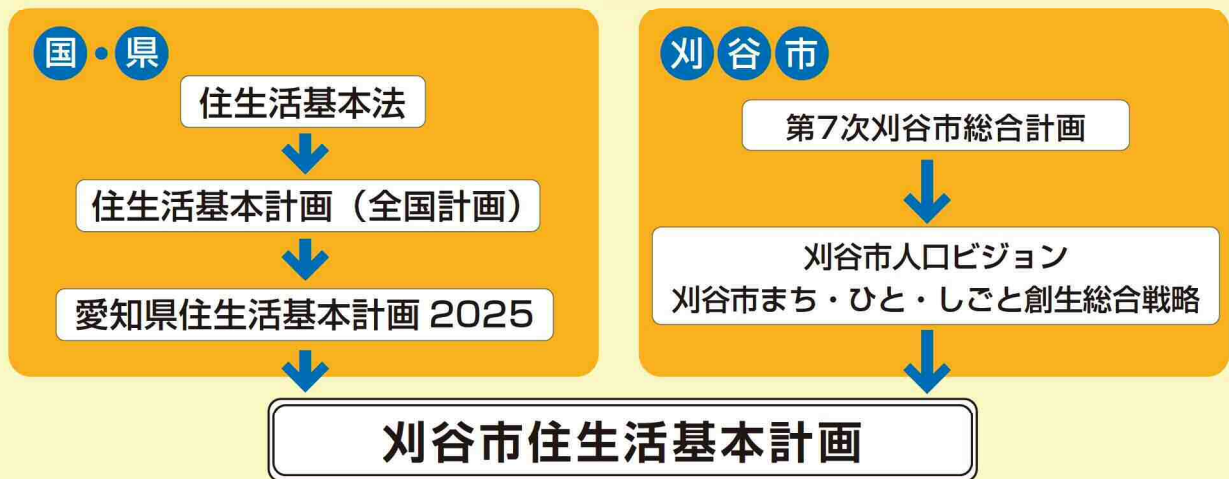 国・県
住生活基本法
住生活基本計画（全国計画）
愛知県住生活基本計画 2025
刈谷市
第7次刈谷市総合計画
刈谷市人口ビジョン
刈谷市まち・ひと・しごと創生総合戦略
刈谷市住生活基本計画